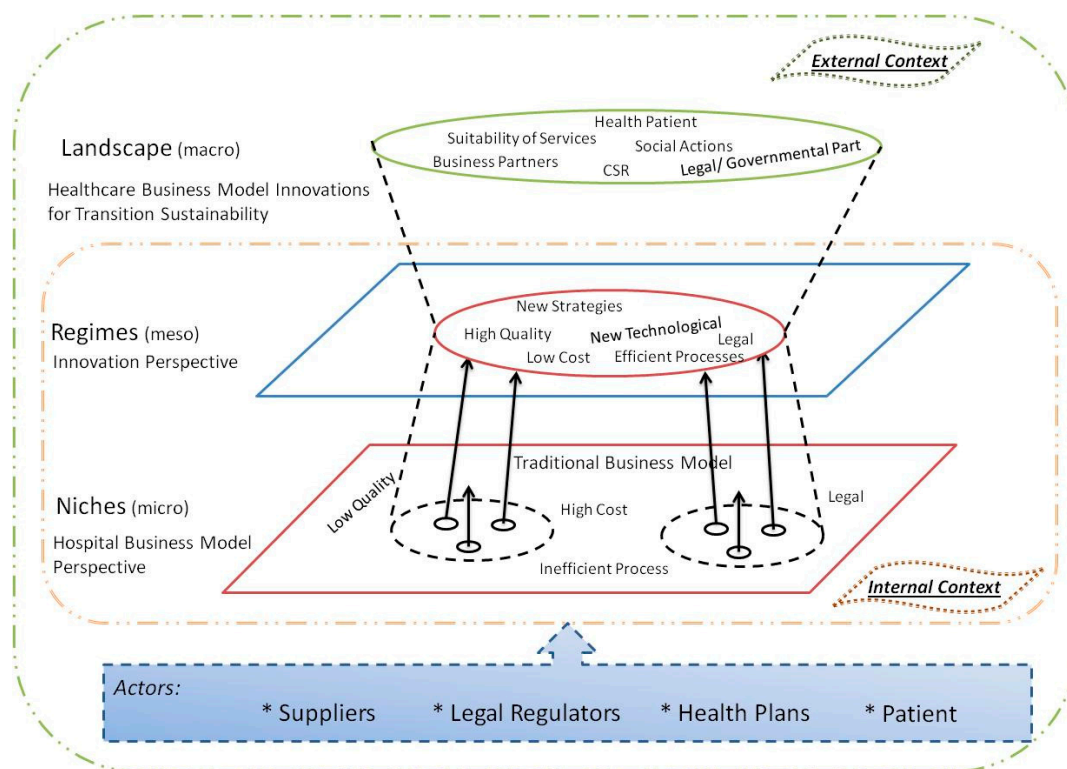 External Context
Landscape (macro)
Healthcare Business Model Innovations
for Transition Sustainability
Health Patient
Suitability of Services
Social Actions
Business Partners
CSR
Legal/ Governmental Part
Regimes (meso)
Innovation Perspective
New Strategies
High Quality
New Technological
Legal
Low Cost
Efficient Processes
Niches (micro)
Hospital Business Model
Perspective
Traditional Business Model
Low Quality
High Cost
Legal
Inefficient Process
Internal Context
Actors:
* Suppliers * Legal Regulators * Health Plans * Patient